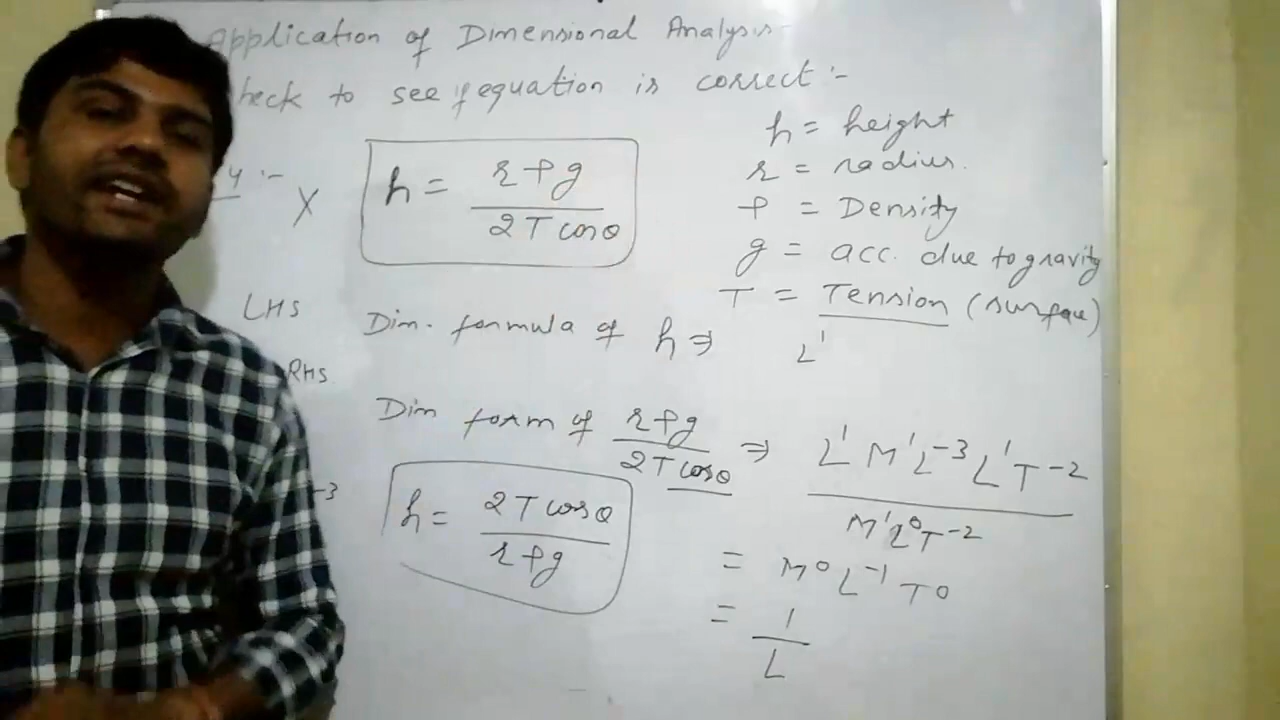 Application of Dimensional Analysis-
heck to see if equation is correct :-
h = height
r = radius.
y :- X h = rρg / 2T cosθ
ρ = Density
g = acc. due to gravity
T = Tension (surface)
LHS Dim. formula of h ⇒ L¹
RHS
Dim form of rρg / 2T cosθ ⇒ L¹ M¹ L⁻³ L¹ T⁻² / M¹ L⁰ T⁻²
-3
h = 2T cosθ / rρg
= M⁰ L⁻¹ T⁰
= 1 / L